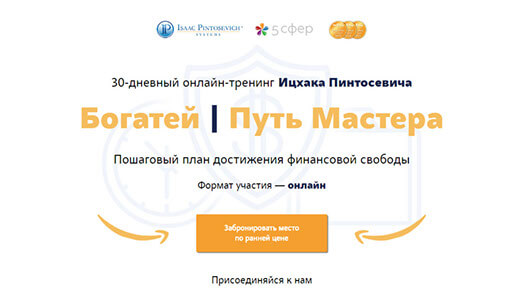 ISAAC PINTOSEVICH
SYSTEMS
5 сфер
30-дневный онлайн-тренинг Ицхака Пинтосевича
Богатей | Путь Мастера
Пошаговый план достижения финансовой свободы
Формат участия — онлайн
Забронировать место
по ранней цене
Присоединяйся к нам